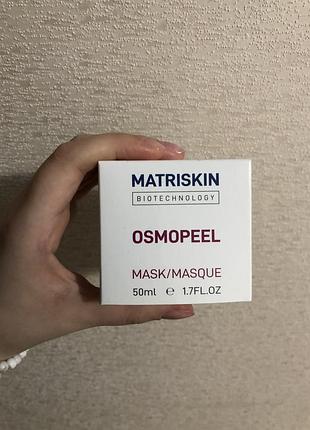 MATRISKIN
BIOTECHNOLOGY
OSMOPEEL
MASK/MASQUE
50ml ℮ 1.7FL.OZ